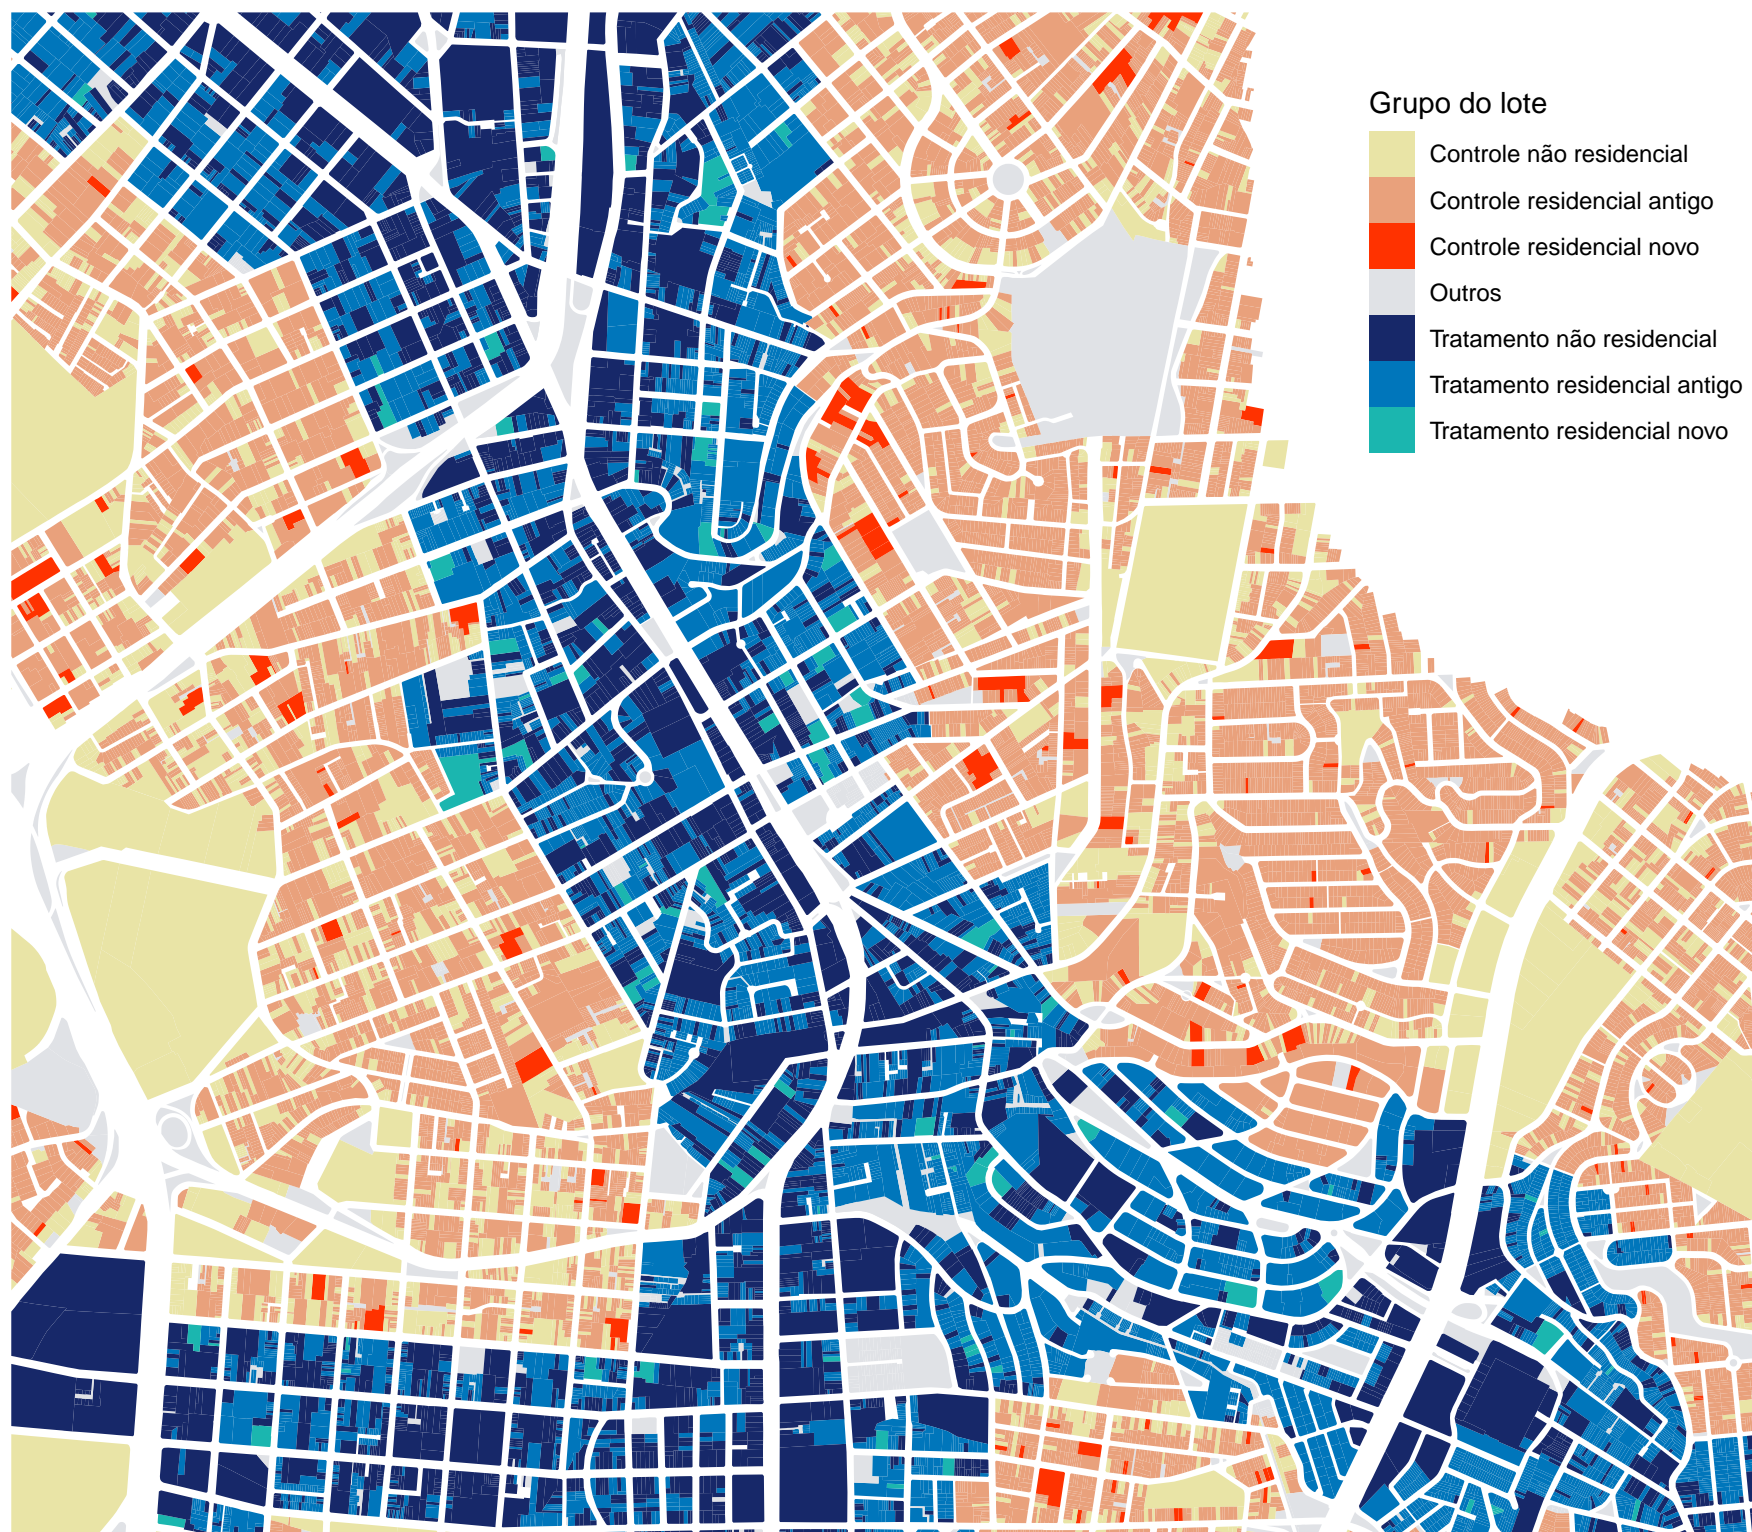 Grupo do lote
Controle não residencial
Controle residencial antigo
Controle residencial novo
Outros
Tratamento não residencial
Tratamento residencial antigo
Tratamento residencial novo